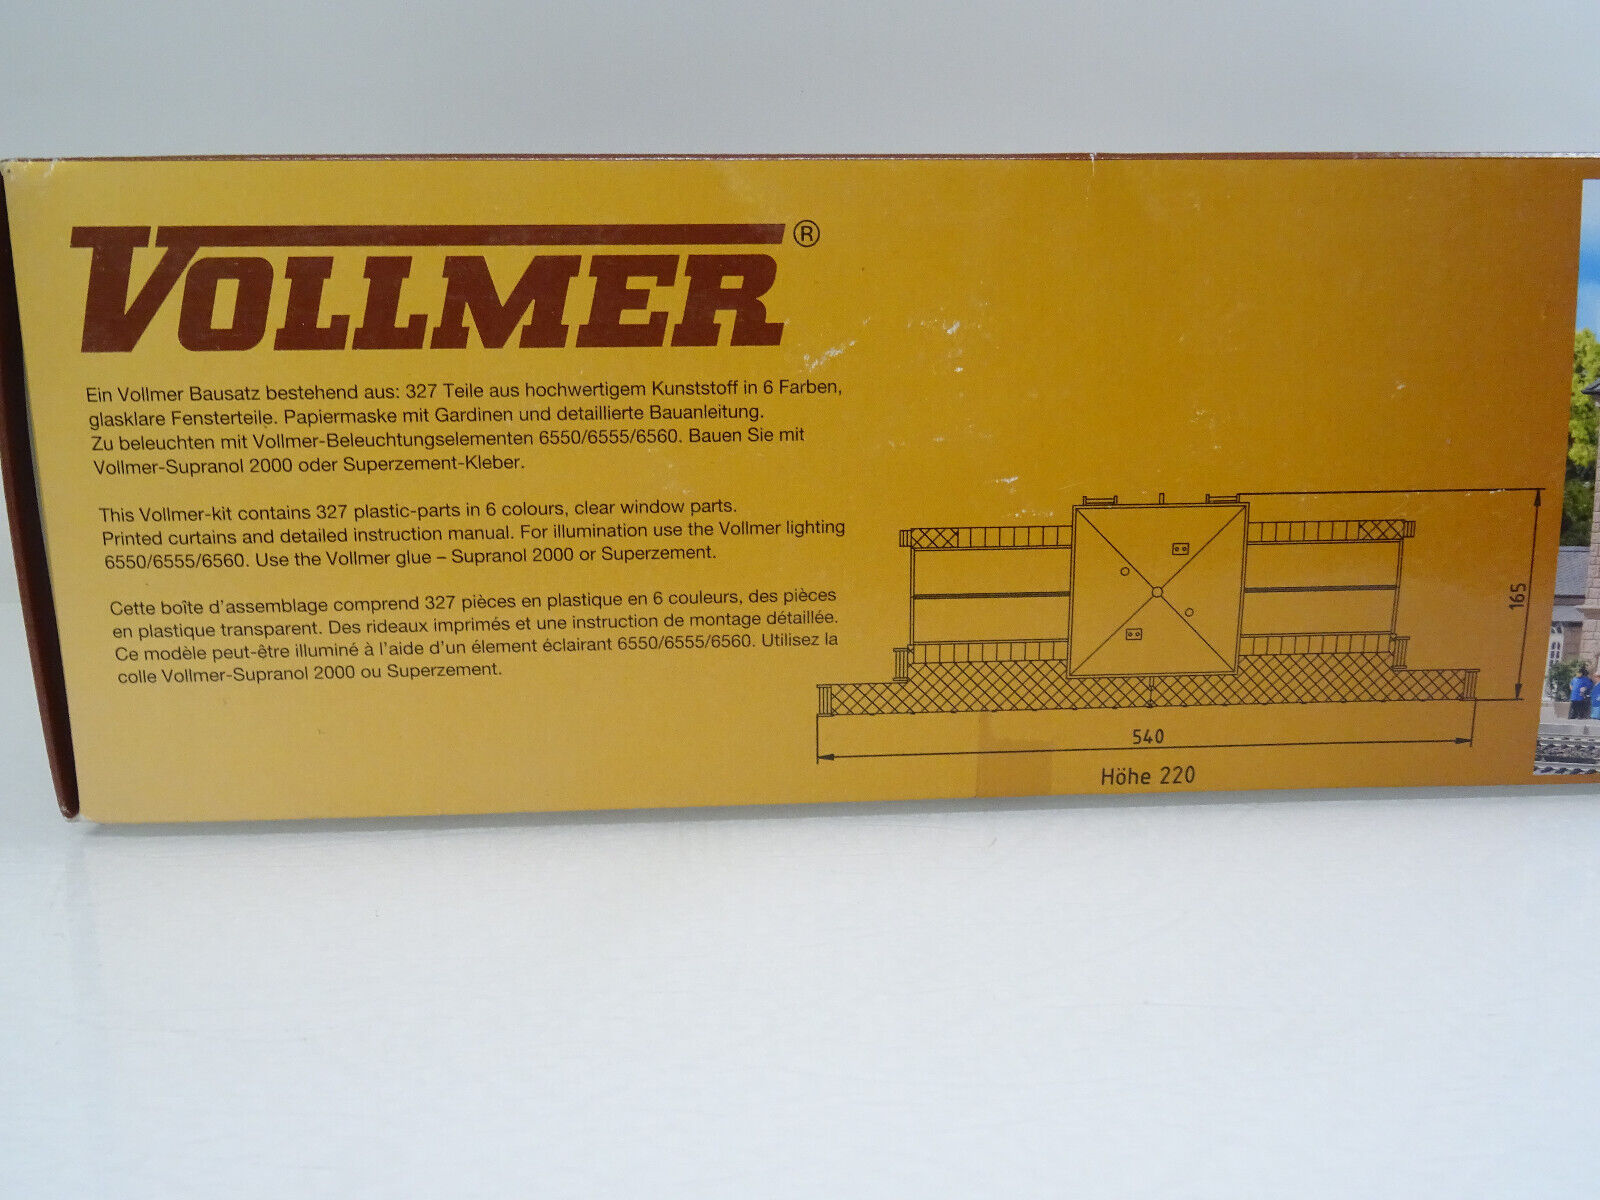 VOLLMER ®
Ein Vollmer Bausatz bestehend aus: 327 Teile aus hochwertigem Kunststoff in 6 Farben,
glasklare Fensterteile. Papiermaske mit Gardinen und detaillierte Bauanleitung.
Zu beleuchten mit Vollmer-Beleuchtungselementen 6550/6555/6560. Bauen Sie mit
Vollmer-Supranol 2000 oder Superzement-Kleber.
This Vollmer-kit contains 327 plastic-parts in 6 colours, clear window parts.
Printed curtains and detailed instruction manual. For illumination use the Vollmer lighting
6550/6555/6560. Use the Vollmer glue – Supranol 2000 or Superzement.
Cette boîte d'assemblage comprend 327 pièces en plastique en 6 couleurs, des pièces
en plastique transparent. Des rideaux imprimés et une instruction de montage détaillée.
Ce modèle peut-être illuminé à l'aide d'un élement éclairant 6550/6555/6560. Utilisez la
colle Vollmer-Supranol 2000 ou Superzement.
165
540
Höhe 220